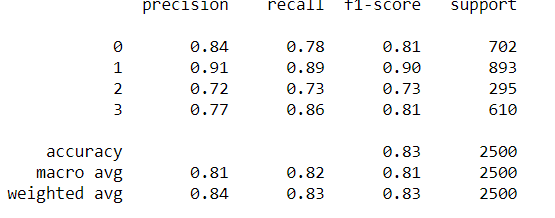 precision recall f1-score support
0 0.84 0.78 0.81 702
1 0.91 0.89 0.90 893
2 0.72 0.73 0.73 295
3 0.77 0.86 0.81 610
accuracy 0.83 2500
macro avg 0.81 0.82 0.81 2500
weighted avg 0.84 0.83 0.83 2500